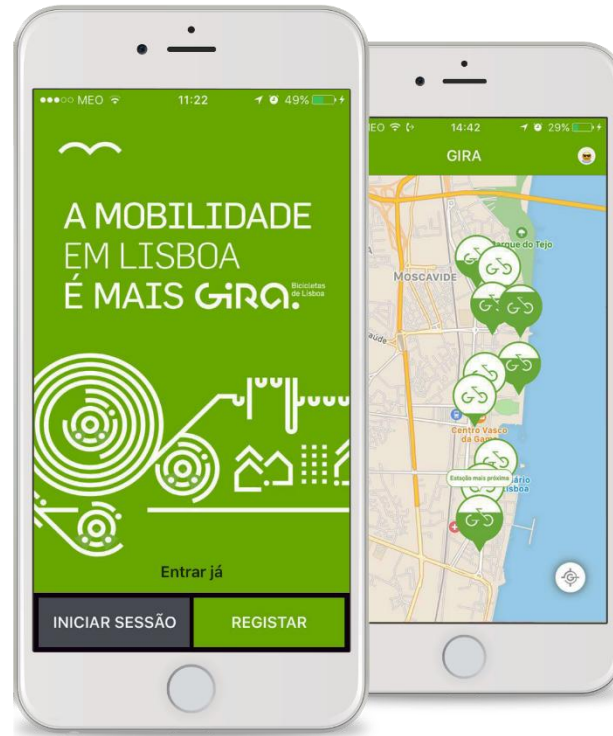 MEO 11:22 49%
A MOBILIDADE
EM LISBOA
É MAIS GIRA. Bicicletas
de Lisboa
Entrar já
INICIAR SESSÃO REGISTAR
14:42 29%
GIRA
Parque do Tejo
MOSCAVIDE
Centro Vasco
da Gama
Estação mais próxima